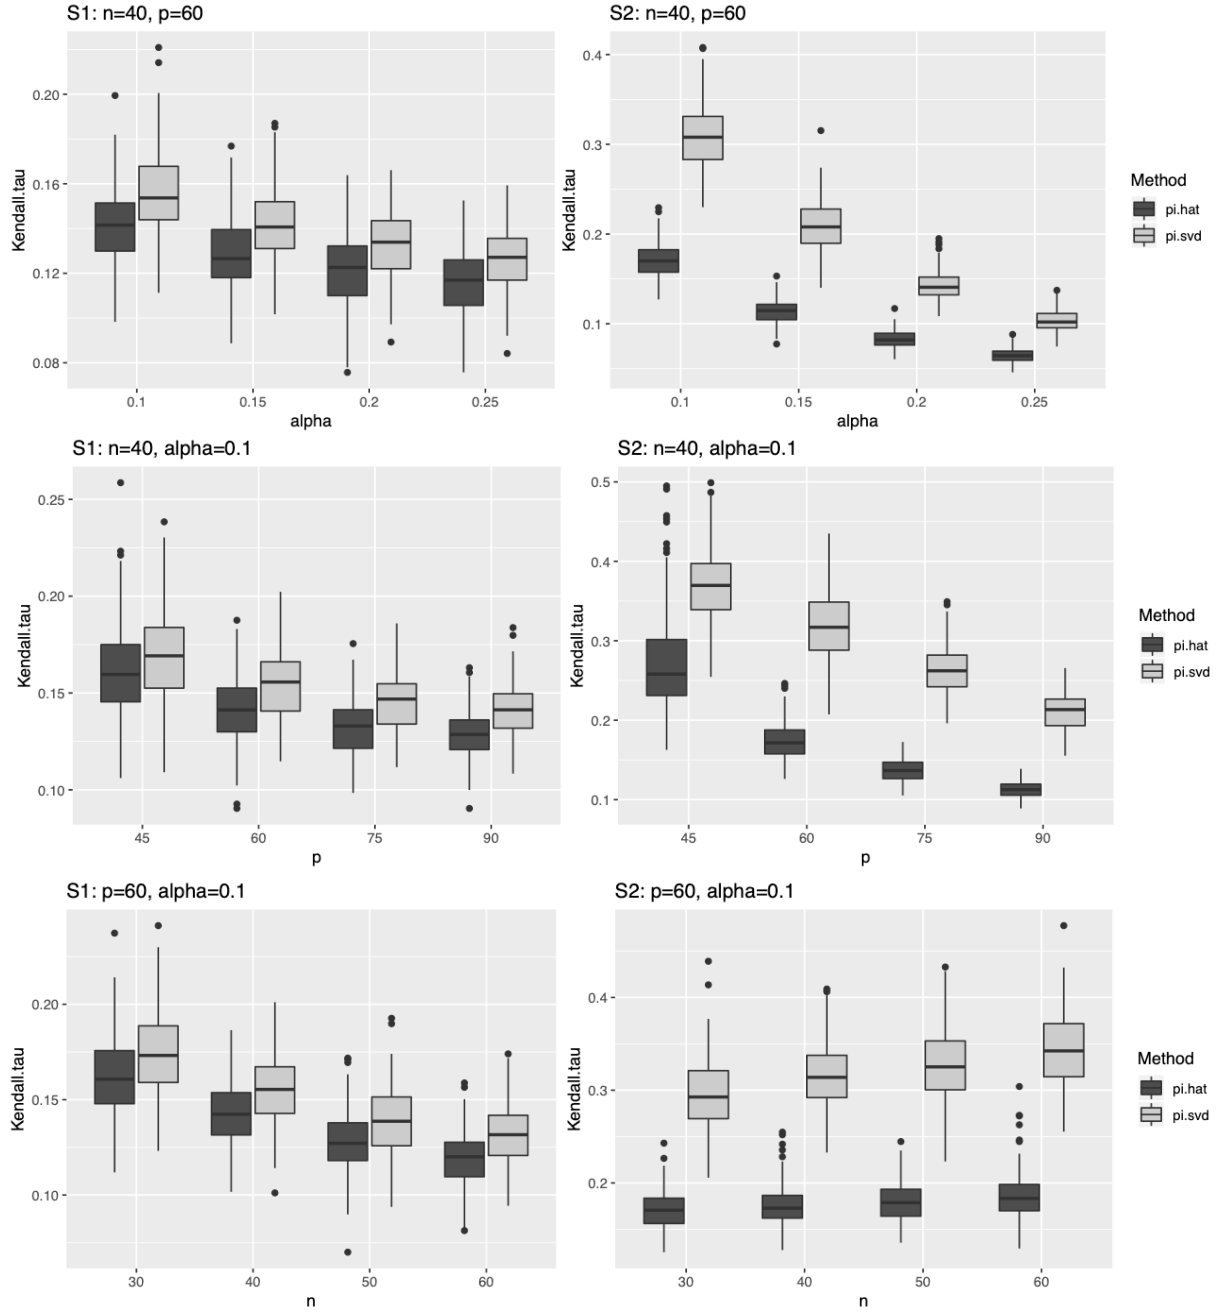 S1: n=40, p=60
Kendall.tau
0.20
0.16
0.12
0.08
0.1 0.15 0.2 0.25
alpha
S2: n=40, p=60
Kendall.tau
0.4
0.3
0.2
0.1
0.1 0.15 0.2 0.25
alpha
Method
pi.hat
pi.svd
S1: n=40, alpha=0.1
Kendall.tau
0.25
0.20
0.15
0.10
45 60 75 90
p
S2: n=40, alpha=0.1
Kendall.tau
0.5
0.4
0.3
0.2
0.1
45 60 75 90
p
Method
pi.hat
pi.svd
S1: p=60, alpha=0.1
Kendall.tau
0.20
0.15
0.10
30 40 50 60
n
S2: p=60, alpha=0.1
Kendall.tau
0.4
0.3
0.2
30 40 50 60
n
Method
pi.hat
pi.svd